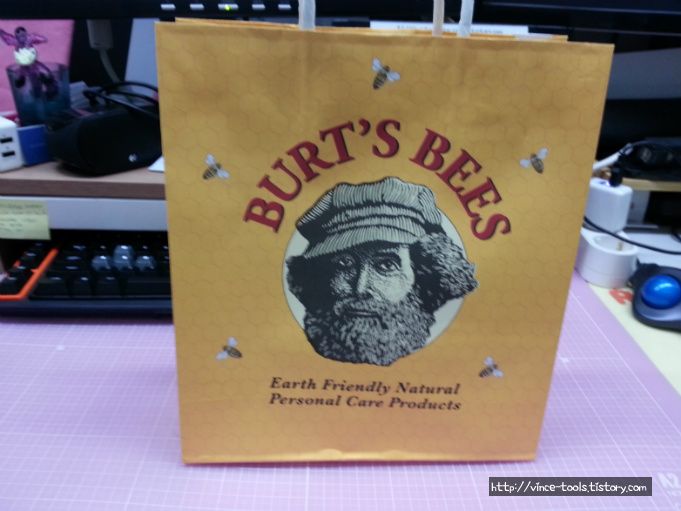 BURT'S BEES
Earth Friendly Natural
Personal Care Products
http://vince-tools.tistory.com